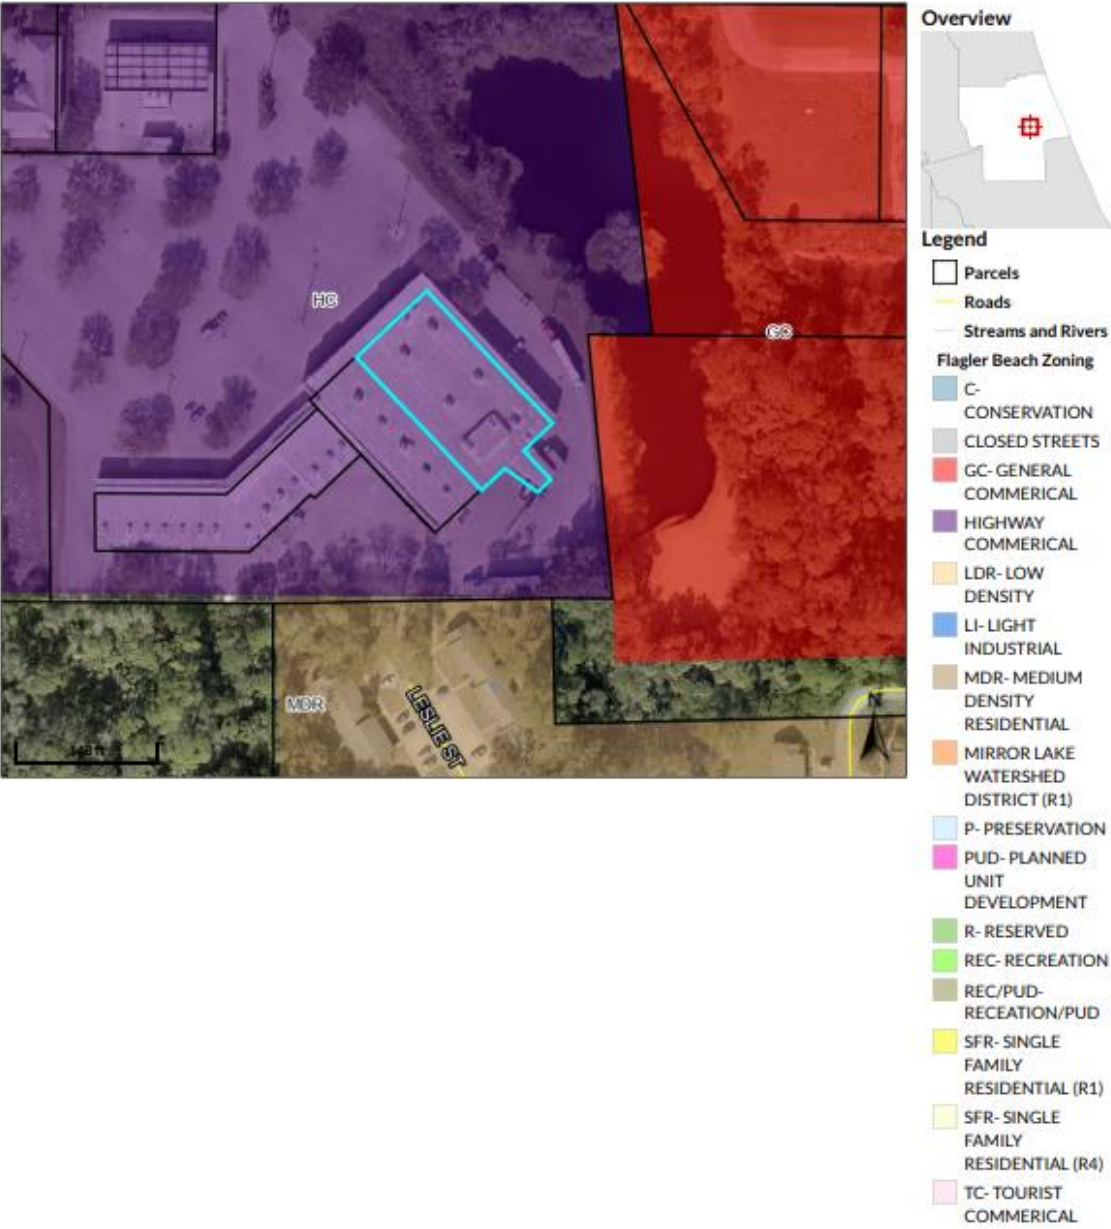 HC
GC
MDR
LESLIE ST
148 ft
N
Overview
Legend
Parcels
Roads
Streams and Rivers
Flagler Beach Zoning
C-
CONSERVATION
CLOSED STREETS
GC- GENERAL
COMMERICAL
HIGHWAY
COMMERICAL
LDR- LOW
DENSITY
LI- LIGHT
INDUSTRIAL
MDR- MEDIUM
DENSITY
RESIDENTIAL
MIRROR LAKE
WATERSHED
DISTRICT (R1)
P- PRESERVATION
PUD- PLANNED
UNIT
DEVELOPMENT
R- RESERVED
REC- RECREATION
REC/PUD-
RECEATION/PUD
SFR- SINGLE
FAMILY
RESIDENTIAL (R1)
SFR- SINGLE
FAMILY
RESIDENTIAL (R4)
TC- TOURIST
COMMERICAL